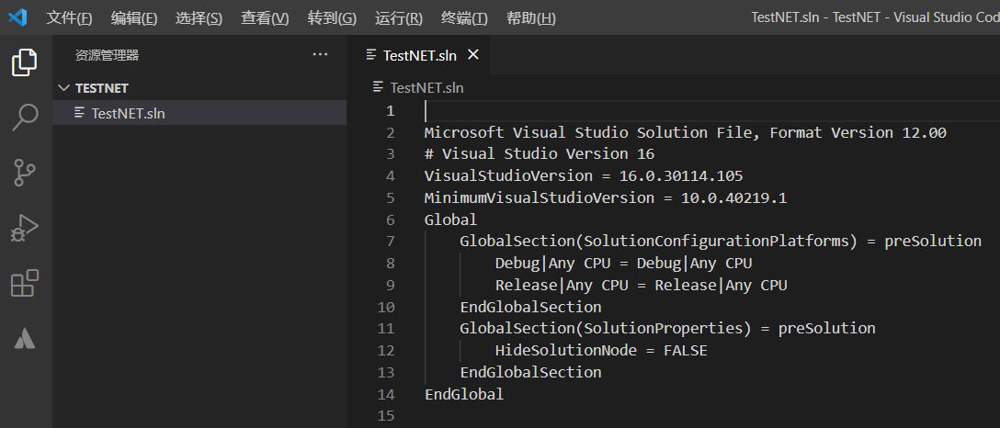 文件(F) 编辑(E) 选择(S) 查看(V) 转到(G) 运行(R) 终端(T) 帮助(H) TestNET.sln - TestNET - Visual Studio Cod
资源管理器 ···
TESTNET
TestNET.sln
TestNET.sln ×
TestNET.sln
1
2 Microsoft Visual Studio Solution File, Format Version 12.00
3 # Visual Studio Version 16
4 VisualStudioVersion = 16.0.30114.105
5 MinimumVisualStudioVersion = 10.0.40219.1
6 Global
7 GlobalSection(SolutionConfigurationPlatforms) = preSolution
8 Debug|Any CPU = Debug|Any CPU
9 Release|Any CPU = Release|Any CPU
10 EndGlobalSection
11 GlobalSection(SolutionProperties) = preSolution
12 HideSolutionNode = FALSE
13 EndGlobalSection
14 EndGlobal
15